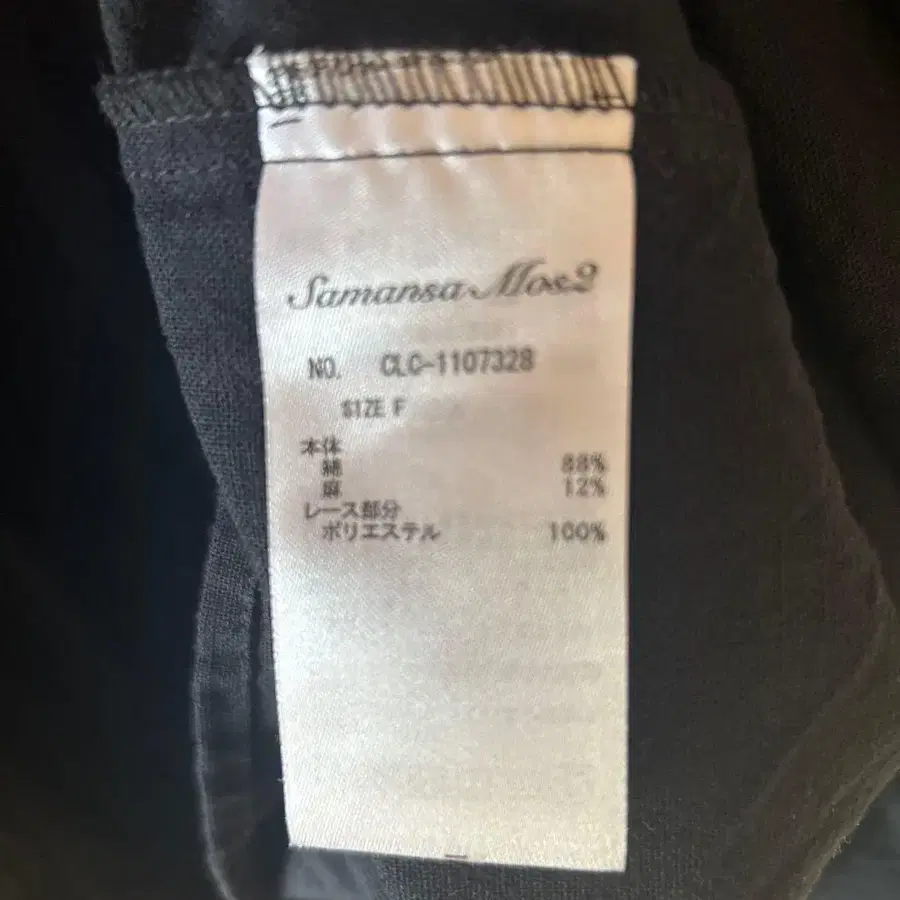 Samansa Mos2
NO. CLC-1107328
SIZE F
本体
綿 88%
麻 12%
レース部分
ポリエステル 100%